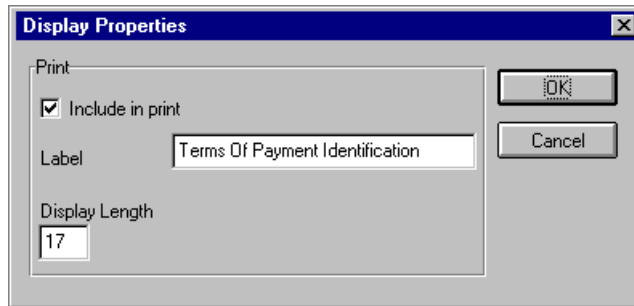 Display Properties
Print
OK
Include in print
Label
Terms Of Payment Identification
Cancel
Display Length
17